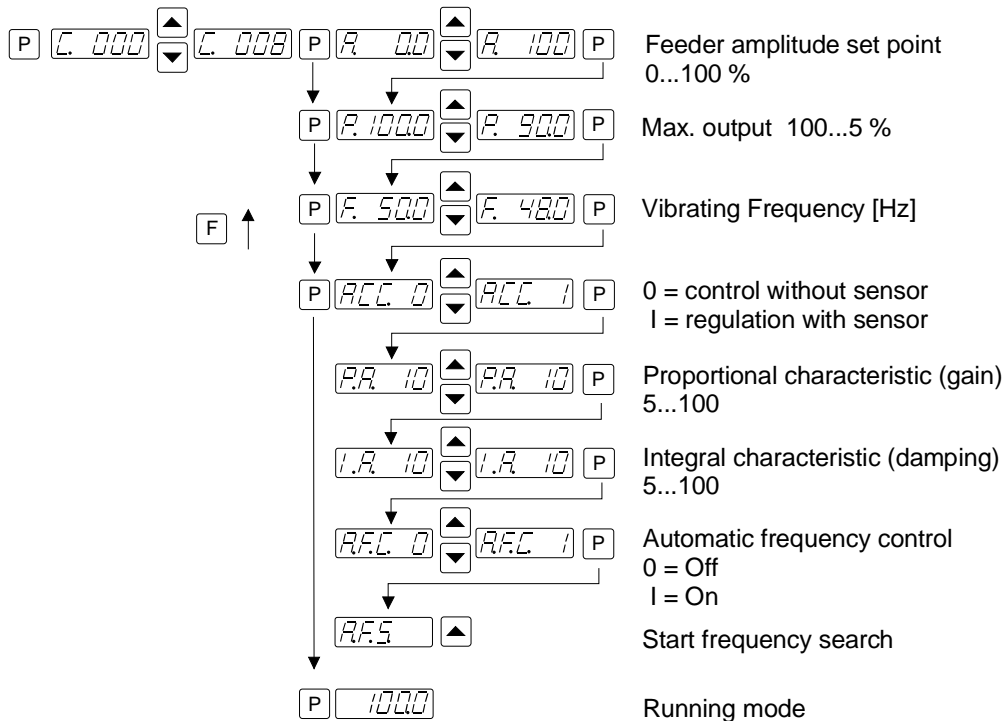 P C. 000 C. 008 P A. 0.0 A. 100 P Feeder amplitude set point
0...100 %
P P. 100.0 P. 90.0 P Max. output 100...5 %
P F. 50.0 F. 48.0 P Vibrating Frequency [Hz]
F
P ACC. 0 ACC. 1 P 0 = control without sensor
I = regulation with sensor
P.A. 10 P.A. 10 P Proportional characteristic (gain)
5...100
I.A. 10 I.A. 10 P Integral characteristic (damping)
5...100
A.F.C. 0 A.F.C. 1 P Automatic frequency control
0 = Off
I = On
A.F.S. Start frequency search
P 100.0 Running mode